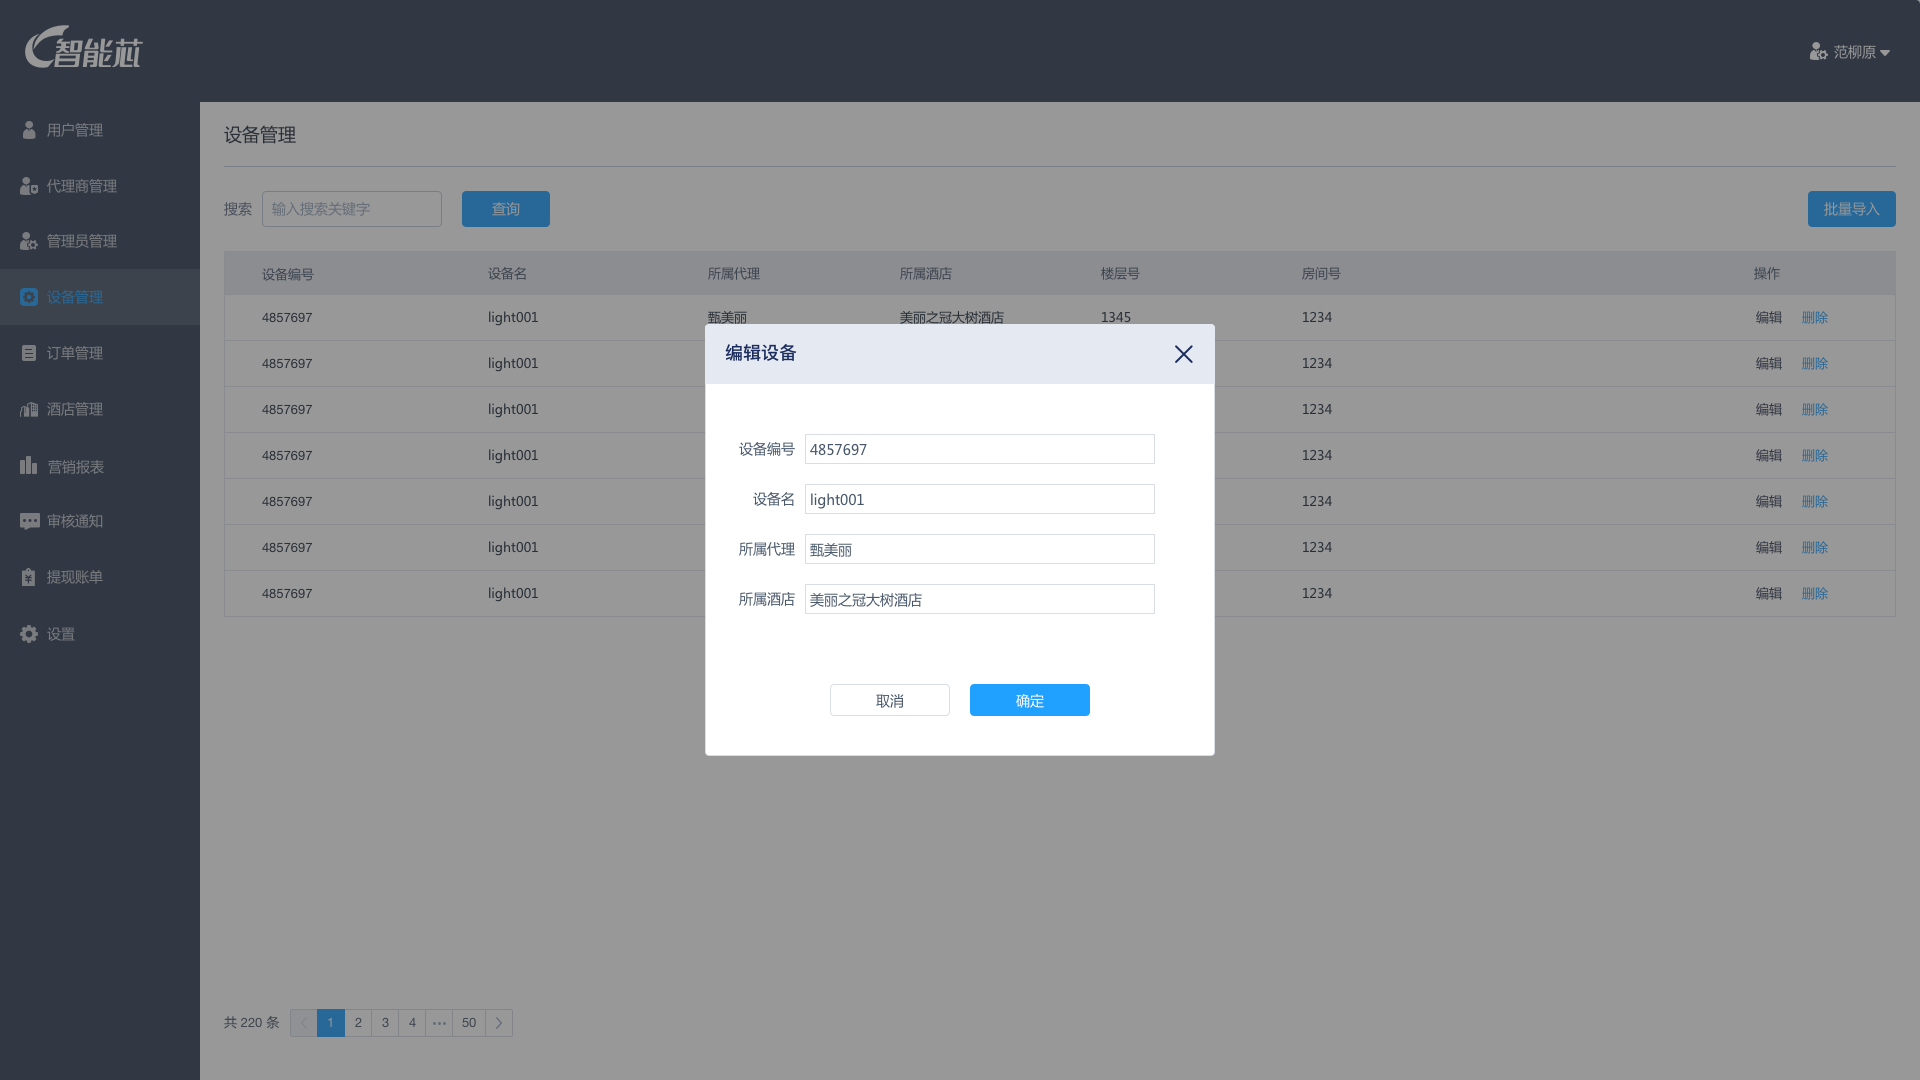 智能芯
范柳原
用户管理
代理商管理
管理员管理
设备管理
订单管理
酒店管理
营销报表
审核通知
提现账单
设置
设备管理
搜索 输入搜索关键字 查询 批量导入
设备编号 设备名 所属代理 所属酒店 楼层号 房间号 操作
4857697 light001 甄美丽 美丽之冠大树酒店 1345 1234 编辑 删除
4857697 light001 1234 编辑 删除
4857697 light001 1234 编辑 删除
4857697 light001 1234 编辑 删除
4857697 light001 1234 编辑 删除
4857697 light001 1234 编辑 删除
4857697 light001 1234 编辑 删除
编辑设备
设备编号 4857697
设备名 light001
所属代理 甄美丽
所属酒店 美丽之冠大树酒店
取消 确定
共 220 条 1 2 3 4 ··· 50